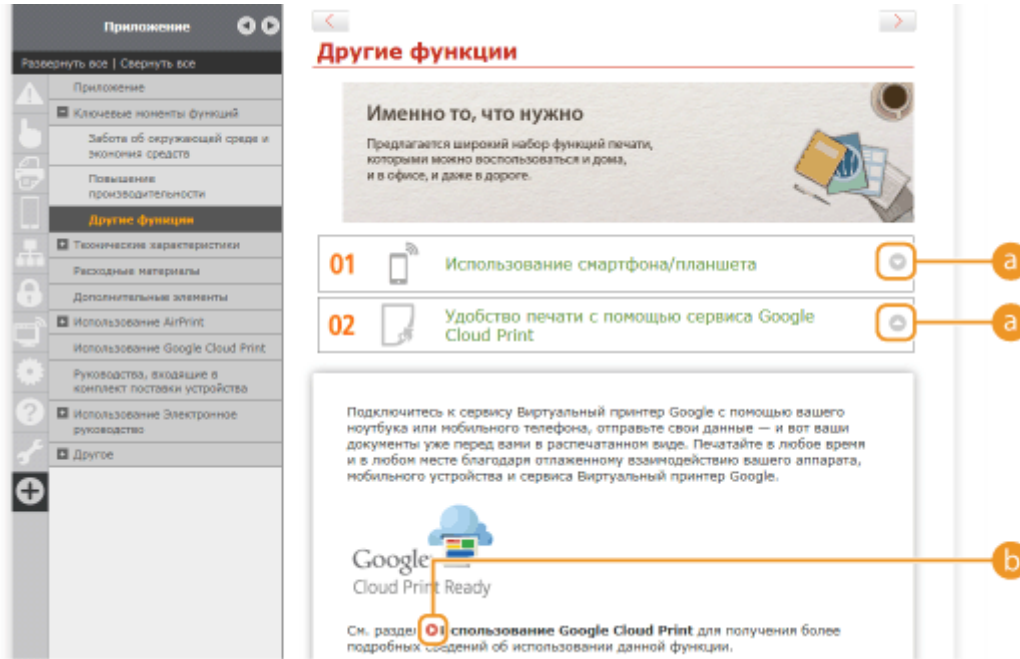 Приложение
Развернуть все | Свернуть все
Приложение
Ключевые моменты функций
Забота об окружающей среде и
экономия средств
Повышение
производительности
Другие функции
Технические характеристики
Расходные материалы
Дополнительные элементы
Использование AirPrint
Использование Google Cloud Print
Руководства, входящие в
комплект поставки устройства
Использование Электронное
руководство
Другое
Другие функции
Именно то, что нужно
Предлагается широкий набор функций печати,
которыми можно воспользоваться и дома,
и в офисе, и даже в дороге.
01 Использование смартфона/планшета
a
02 Удобство печати с помощью сервиса Google
Cloud Print
a
Подключитесь к сервису Виртуальный принтер Google с помощью вашего
ноутбука или мобильного телефона, отправьте свои данные — и вот ваши
документы уже перед вами в распечатанном виде. Печатайте в любое время
и в любом месте благодаря отлаженному взаимодействию вашего аппарата,
мобильного устройства и сервиса Виртуальный принтер Google.
Google
Cloud Print Ready
b
См. раздел Использование Google Cloud Print для получения более
подробных сведений об использовании данной функции.